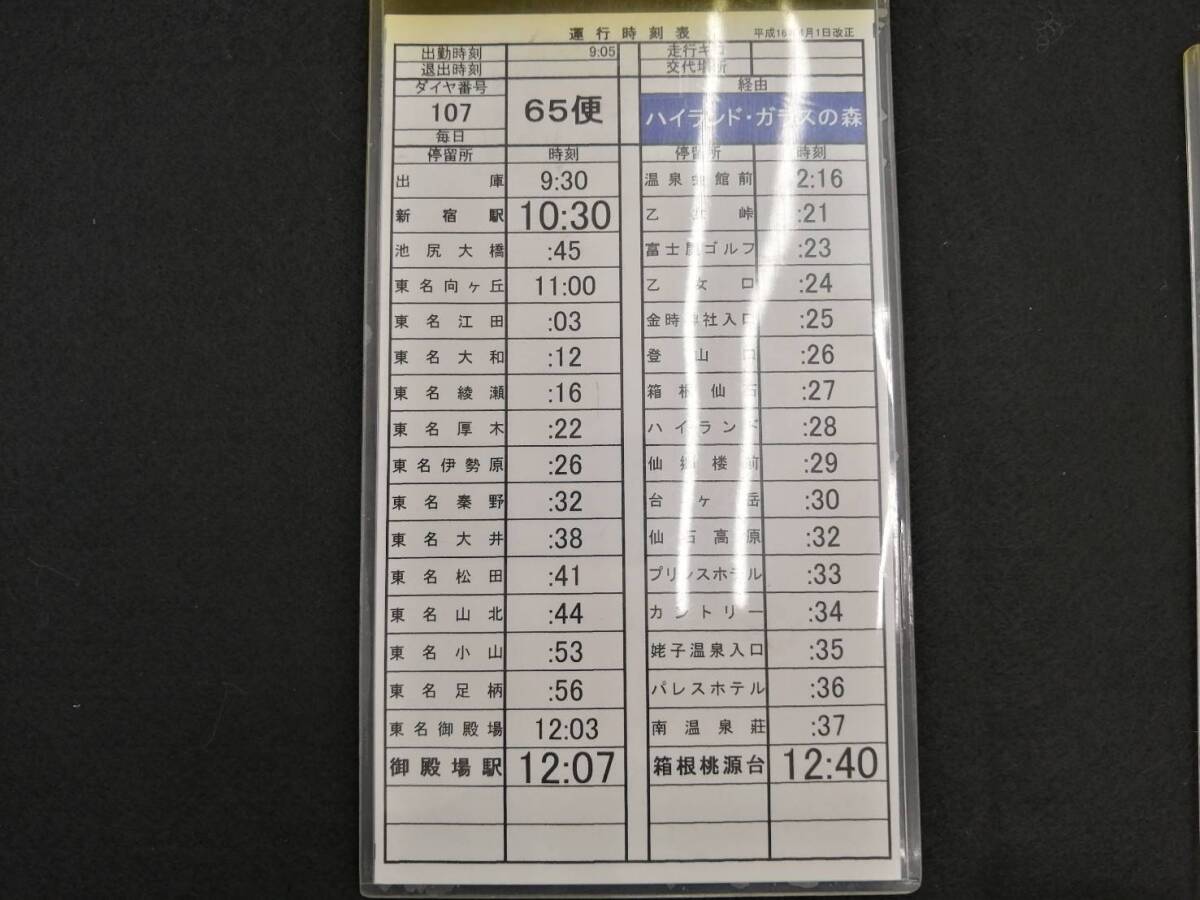 運行時刻表 平成16年4月1日改正
出勤時刻 9:05 走行キロ
退出時刻 交代場所
ダイヤ番号 経由
107 65便 ハイランド・ガラスの森
毎日
停留所 時刻
出庫 9:30
新宿駅 10:30
池尻大橋 :45
東名向ヶ丘 11:00
東名江田 :03
東名大和 :12
東名綾瀬 :16
東名厚木 :22
東名伊勢原 :26
東名秦野 :32
東名大井 :38
東名松田 :41
東名山北 :44
東名小山 :53
東名足柄 :56
東名御殿場 12:03
御殿場駅 12:07
停留所 時刻
温泉会館前 2:16
乙女峠 :21
富士屋ゴルフ :23
乙女口 :24
金時神社入口 :25
登山口 :26
箱根仙石 :27
ハイランド :28
仙郷楼前 :29
台ヶ岳 :30
仙石高原 :32
プリンスホテル :33
カントリー :34
姥子温泉入口 :35
パレスホテル :36
南温泉荘 :37
箱根桃源台 12:40